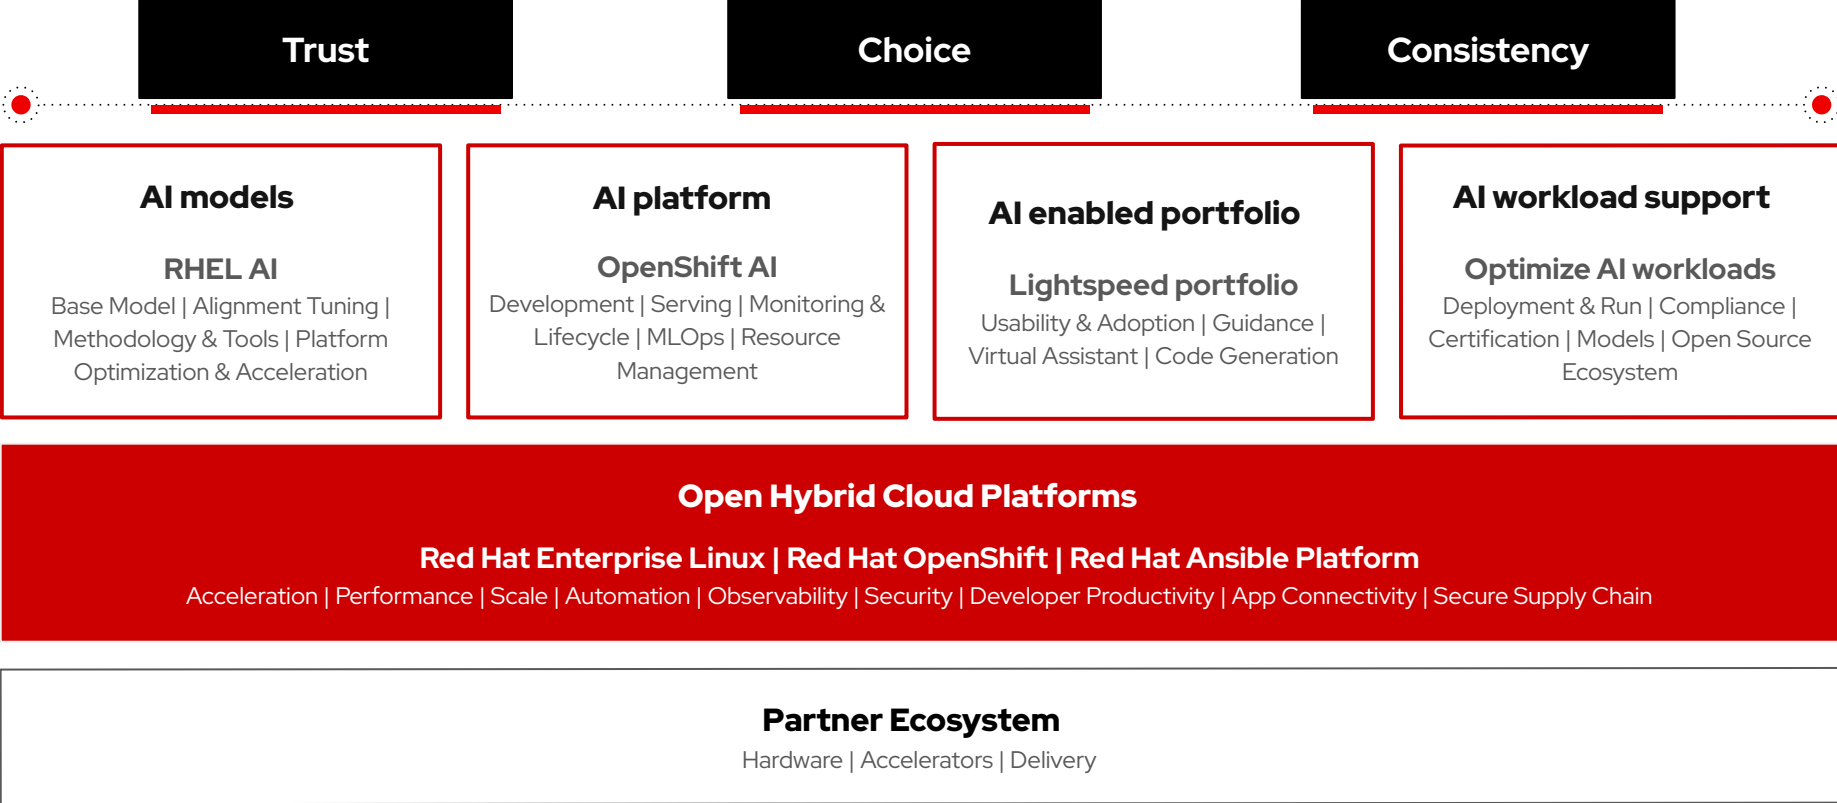 Trust
Choice
Consistency
AI models
RHEL AI
Base Model | Alignment Tuning |
Methodology & Tools | Platform
Optimization & Acceleration
AI platform
OpenShift AI
Development | Serving | Monitoring &
Lifecycle | MLOps | Resource
Management
AI enabled portfolio
Lightspeed portfolio
Usability & Adoption | Guidance |
Virtual Assistant | Code Generation
AI workload support
Optimize AI workloads
Deployment & Run | Compliance |
Certification | Models | Open Source
Ecosystem
Open Hybrid Cloud Platforms
Red Hat Enterprise Linux | Red Hat OpenShift | Red Hat Ansible Platform
Acceleration | Performance | Scale | Automation | Observability | Security | Developer Productivity | App Connectivity | Secure Supply Chain
Partner Ecosystem
Hardware | Accelerators | Delivery